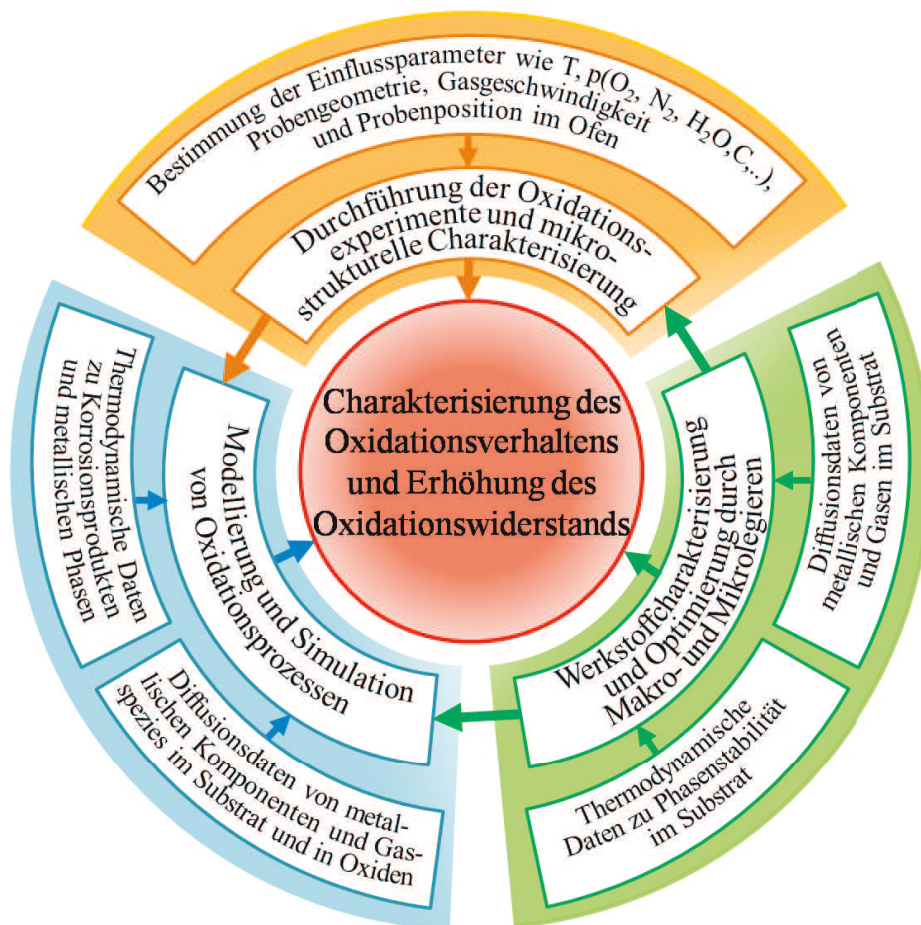 Bestimmung der Einflussparameter wie T, p(O₂, N₂, H₂O,C,..),
Probengeometrie, Gasgeschwindigkeit
und Probenposition im Ofen
Durchführung der Oxidations-
experimente und mikro-
strukturelle Charakterisierung
Charakterisierung des
Oxidationsverhaltens
und Erhöhung des
Oxidationswiderstands
Thermodynamische Daten
zu Korrosionsprodukten
und metallischen Phasen
Modellierung und Simulation
von Oxidationsprozessen
Diffusionsdaten von metal-
lischen Komponenten und Gas-
spezies im Substrat und in Oxiden
Werkstoffcharakterisierung
und Optimierung durch
Makro- und Mikrolegieren
Diffusionsdaten von
metallischen Komponenten
und Gasen im Substrat
Thermodynamische
Daten zu Phasenstabilität
im Substrat